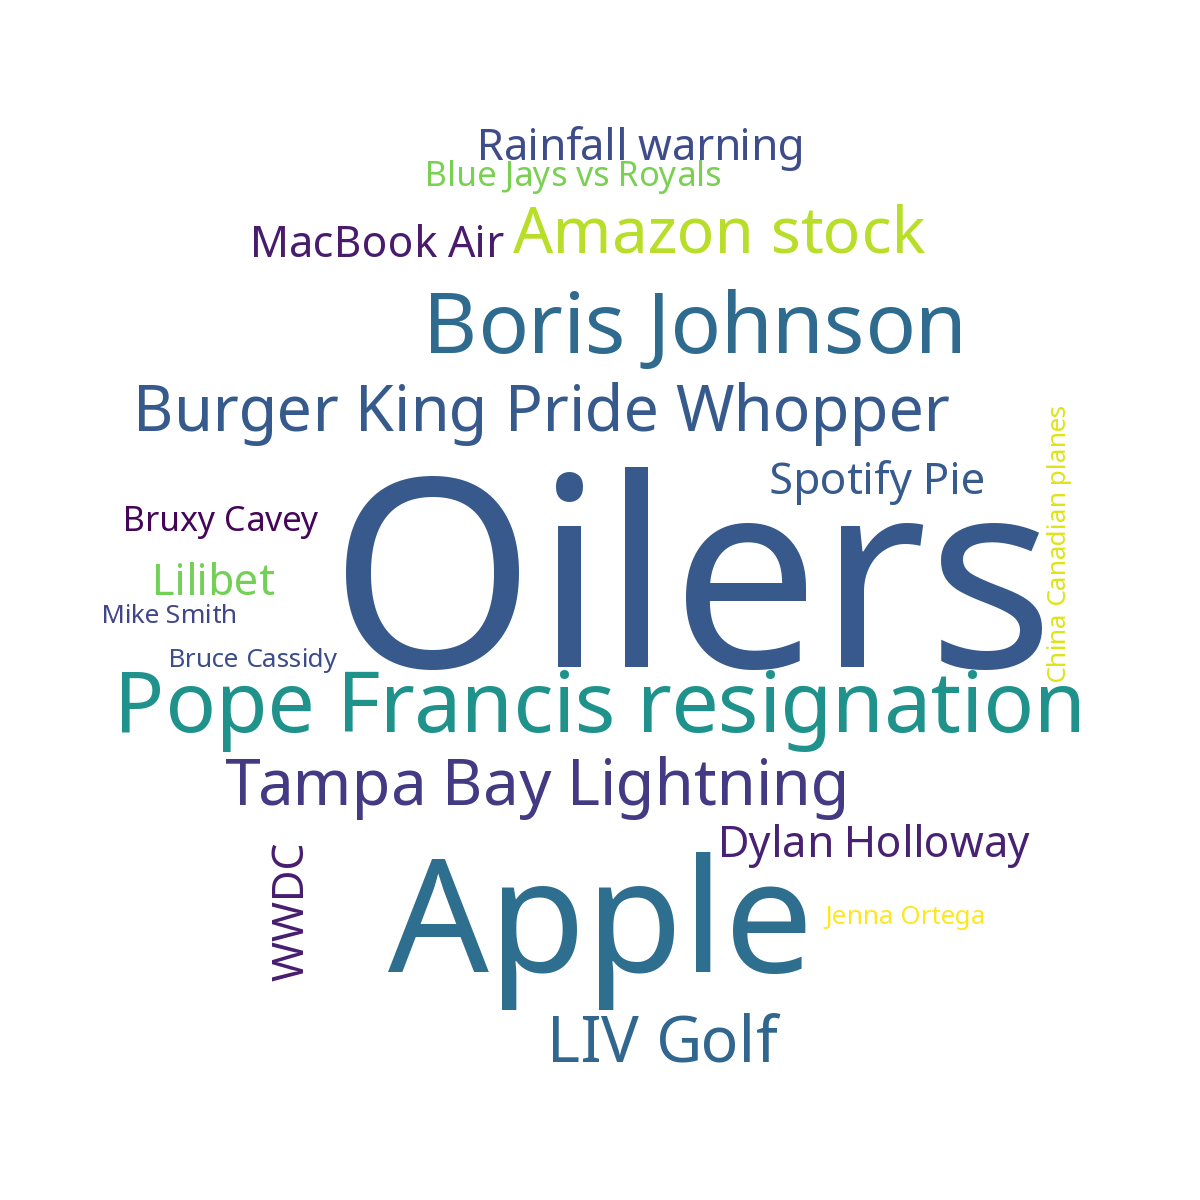 Rainfall warning
Blue Jays vs Royals
Amazon stock
MacBook Air
Boris Johnson
Burger King Pride Whopper
Spotify Pie
China Canadian planes
Oilers
Bruxy Cavey
Lilibet
Mike Smith
Bruce Cassidy
Pope Francis resignation
Tampa Bay Lightning
Dylan Holloway
WWDC
Apple
Jenna Ortega
LIV Golf